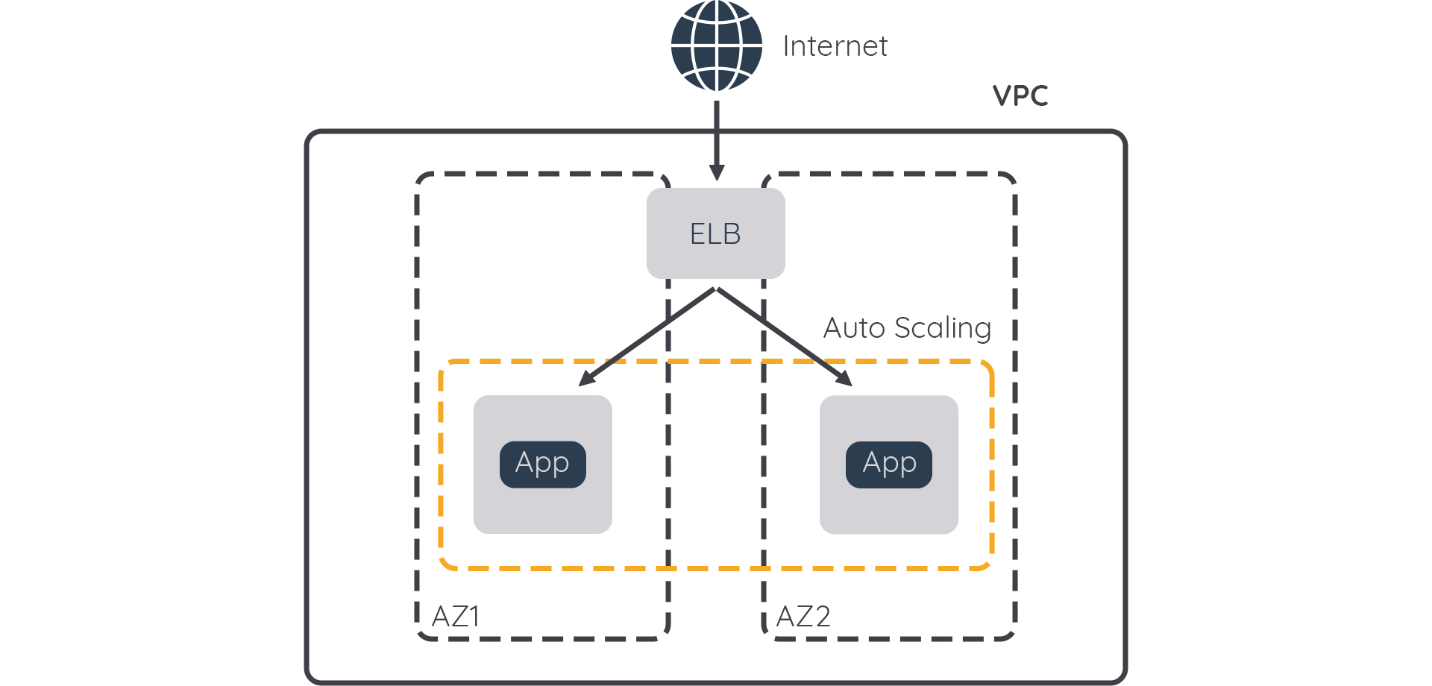 Internet
VPC
ELB
Auto Scaling
App
App
AZ1
AZ2